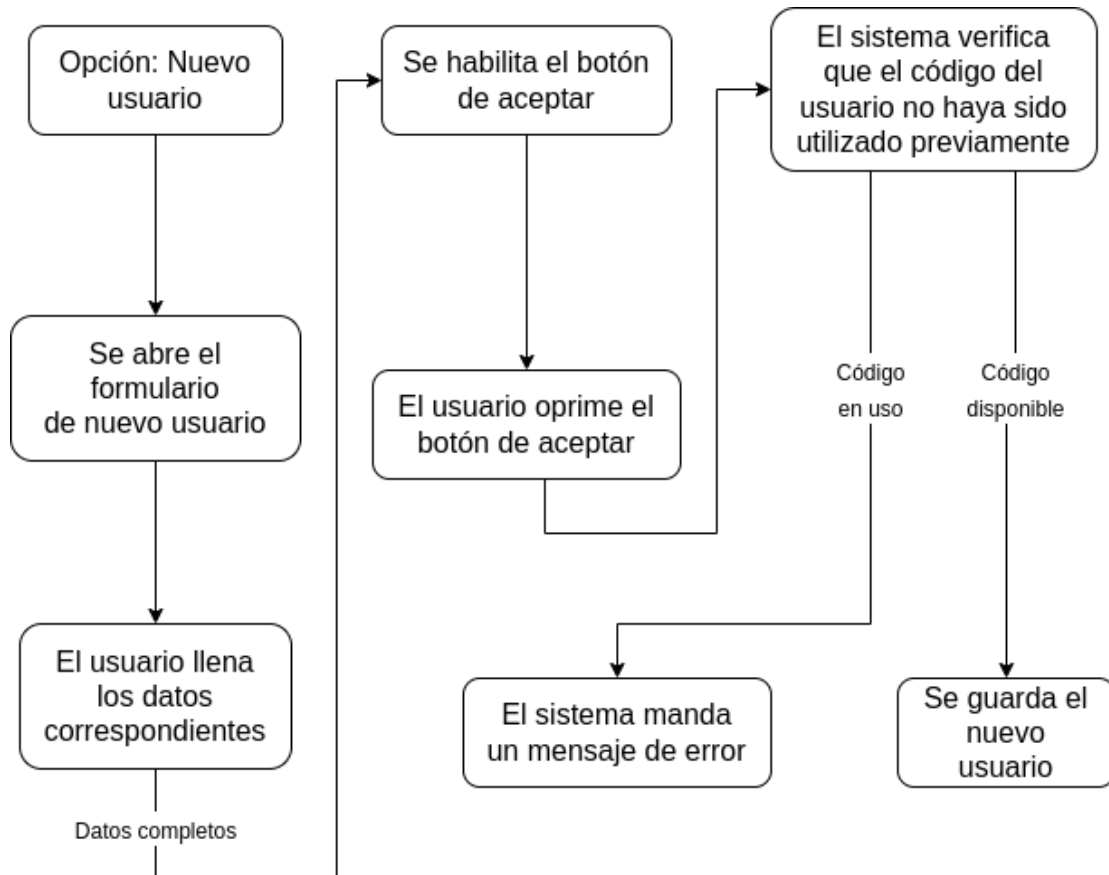 Opción: Nuevo
usuario
Se abre el
formulario
de nuevo usuario
El usuario llena
los datos
correspondientes
Datos completos
Se habilita el botón
de aceptar
El usuario oprime el
botón de aceptar
El sistema verifica
que el código del
usuario no haya sido
utilizado previamente
Código
en uso
Código
disponible
El sistema manda
un mensaje de error
Se guarda el
nuevo
usuario